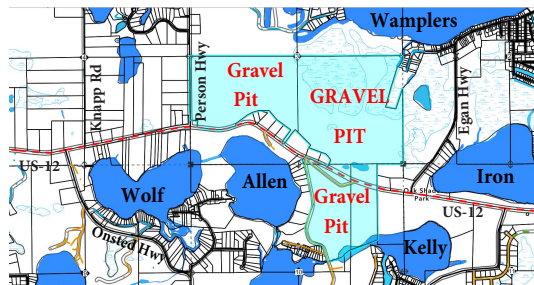 Wamplers
Knapp Rd
Person Hwy
Gravel
Pit
GRAVEL
PIT
Egan Hwy
US-12
Wolf
Allen
Gravel
Pit
Iron
Park
US-12
Onsted Hwy
Kelly